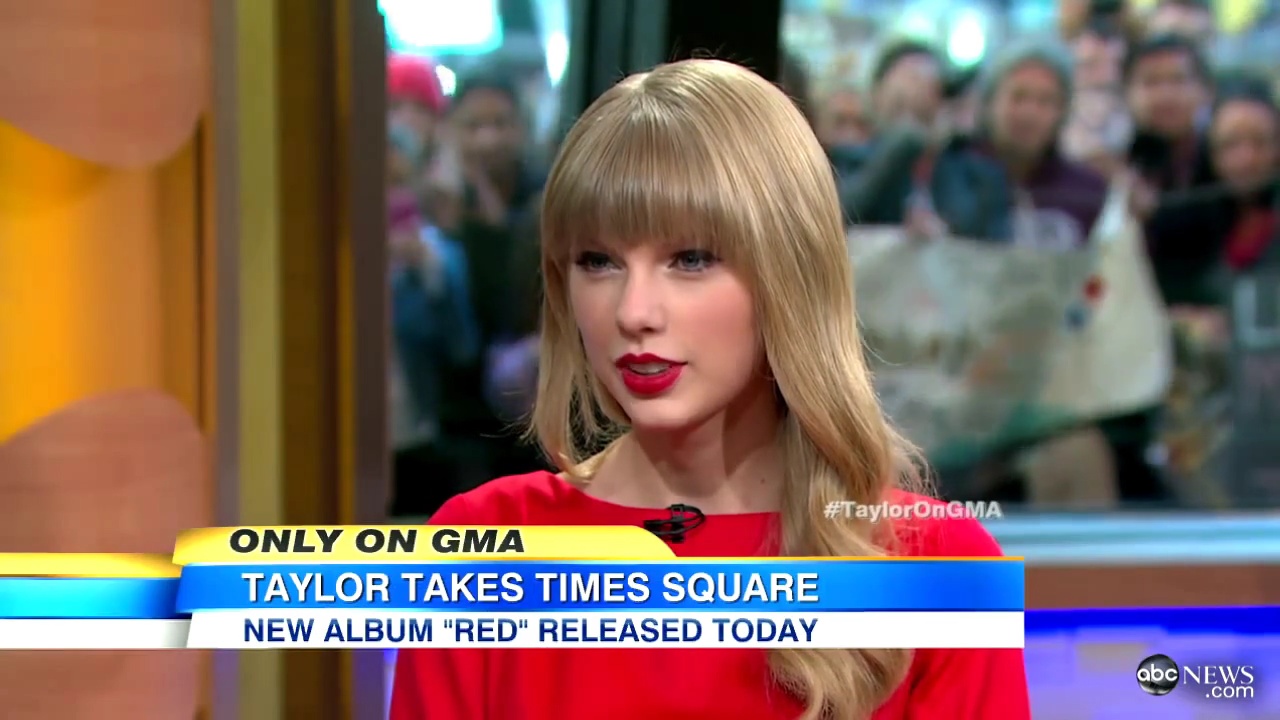 #TaylorOnGMA
ONLY ON GMA
TAYLOR TAKES TIMES SQUARE
NEW ALBUM "RED" RELEASED TODAY
abc NEWS
.com